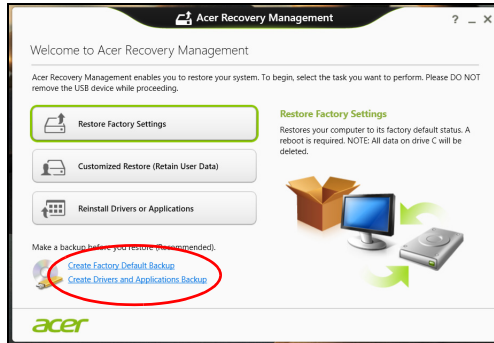 Acer Recovery Management
? _ X
Welcome to Acer Recovery Management
Acer Recovery Management enables you to restore your system. To begin, select the task you want to perform. Please DO NOT
remove the USB device while proceeding.
Restore Factory Settings
Customized Restore (Retain User Data)
Reinstall Drivers or Applications
Restore Factory Settings
Restores your computer to its factory default status. A
reboot is required. NOTE: All data on drive C will be
deleted.
Make a backup before you restore (Recommended).
Create Factory Default Backup
Create Drivers and Applications Backup
acer